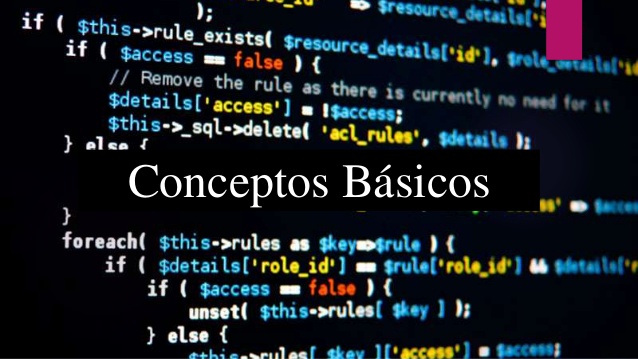 );
$resource_details['i
if ( $this->rule_exists( $resource_details['id'], $role_details['id
if ( $access == false ) {
// Remove the rule as there is currently no need for it
$details['access'] = !$access;
$this->_sql->delete( 'acl_rules', $details );
} else {
Conceptos Básicos
}
foreach( $this->rules as $key=>$rule ) {
if ( $details['role_id'] == $rule['role_id'] && $details['r
if ( $access == false ) {
unset( $this->rules[ $key ] );
} else {
$this->rules[ $key ]['access'] = $access;